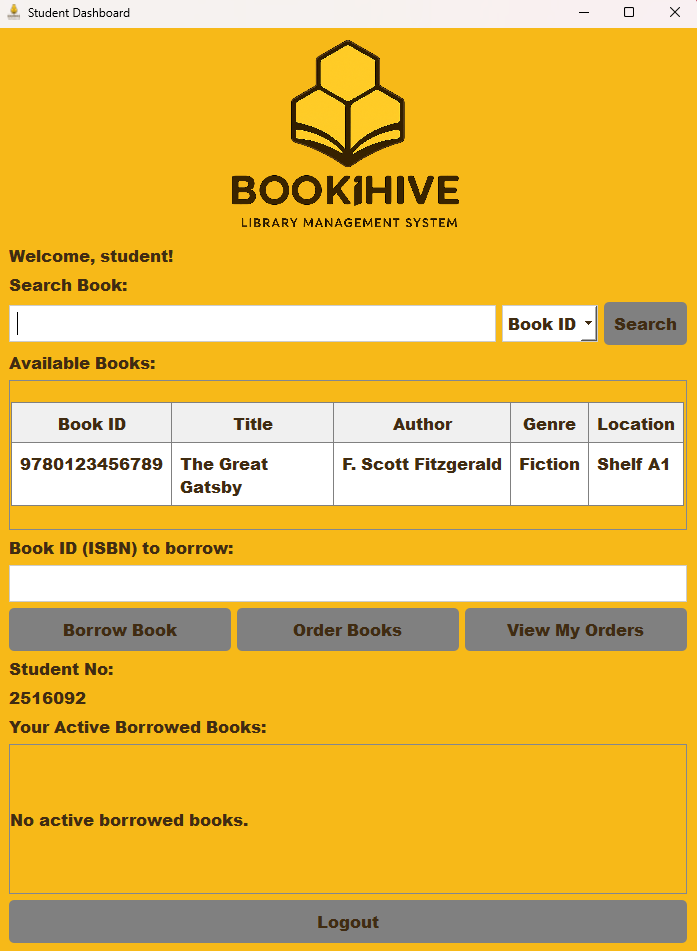 Student Dashboard
BOOK1HIVE
LIBRARY MANAGEMENT SYSTEM
Welcome, student!
Search Book:
Book ID Search
Available Books:
Book ID Title Author Genre Location
9780123456789 The Great F. Scott Fitzgerald Fiction Shelf A1
Gatsby
Book ID (ISBN) to borrow:
Borrow Book Order Books View My Orders
Student No:
2516092
Your Active Borrowed Books:
No active borrowed books.
Logout